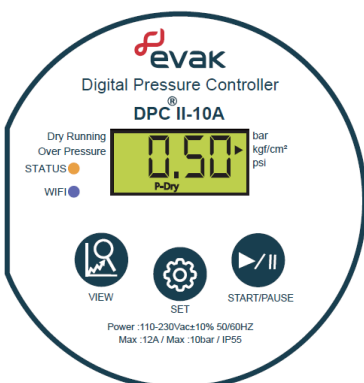 evak
Digital Pressure Controller
®
DPC II-10A
Dry Running
Over Pressure
STATUS
WIFI
0.50
P-Dry
bar
kgf/cm²
psi
VIEW
SET
START/PAUSE
Power :110-230Vac±10% 50/60HZ
Max :12A / Max :10bar / IP55